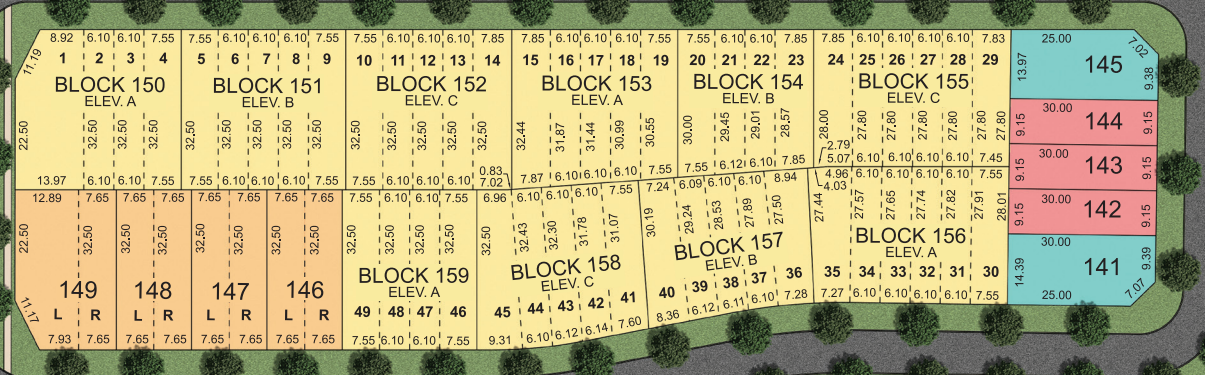 8.92 6.10 6.10 7.55 7.55 6.10 6.10 6.10 7.55 7.55 6.10 6.10 6.10 7.85 7.85 6.10 6.10 6.10 7.55 7.55 6.10 6.10 7.85 7.85 6.10 6.10 6.10 6.10 7.83 25.00 7.02
11.19 1 2 3 4 5 6 7 8 9 10 11 12 13 14 15 16 17 18 19 20 21 22 23 24 25 26 27 28 29 13.97 145 9.38
BLOCK 150 BLOCK 151 BLOCK 152 BLOCK 153 BLOCK 154 BLOCK 155
ELEV. A ELEV. B ELEV. C ELEV. A ELEV. B ELEV. C
30.00
22.50 32.50 32.50 32.50 32.50 32.50 32.50 32.50 32.50 32.50 32.50 32.50 32.50 32.50 32.44 31.87 31.44 30.99 30.55 30.00 29.45 29.01 28.57 28.00 27.80 27.80 27.80 27.80 27.80 27.80 9.15 144 9.15
2.79 30.00
13.97 6.10 6.10 7.55 7.55 6.10 6.10 6.10 7.55 7.55 6.10 6.10 6.10 0.83 7.02 7.87 6.10 6.10 6.10 7.55 7.55 6.12 6.10 7.85 5.07 6.10 6.10 6.10 6.10 7.45 9.15 143 9.15
12.89 7.65 7.65 7.65 7.65 7.65 7.65 7.65 7.55 6.10 6.10 7.55 6.96 6.10 6.10 6.10 7.55 7.24 6.09 6.10 6.10 8.94 4.96 4.03 6.10 6.10 6.10 6.10 7.55 30.00
22.50 32.50 32.50 32.50 32.50 32.50 32.50 32.50 32.50 32.50 32.50 32.50 32.50 32.43 32.30 31.78 31.07 30.19 29.24 28.53 27.89 27.50 27.44 27.57 27.65 27.74 27.82 27.91 28.01 9.15 142 9.15
BLOCK 159 BLOCK 158 BLOCK 157 BLOCK 156
ELEV. A ELEV. C ELEV. B ELEV. A
30.00
149 148 147 146 35 34 33 32 31 30 14.39 141 9.39
40 39 38 37 36
45 44 43 42 41
11.17 L R L R L R L R 49 48 47 46
8.36 6.12 6.11 6.10 7.28 7.27 6.10 6.10 6.10 6.10 7.55 25.00 7.07
7.93 7.65 7.65 7.65 7.65 7.65 7.65 7.65 7.55 6.10 6.10 7.55 9.31 6.10 6.12 6.14 7.60